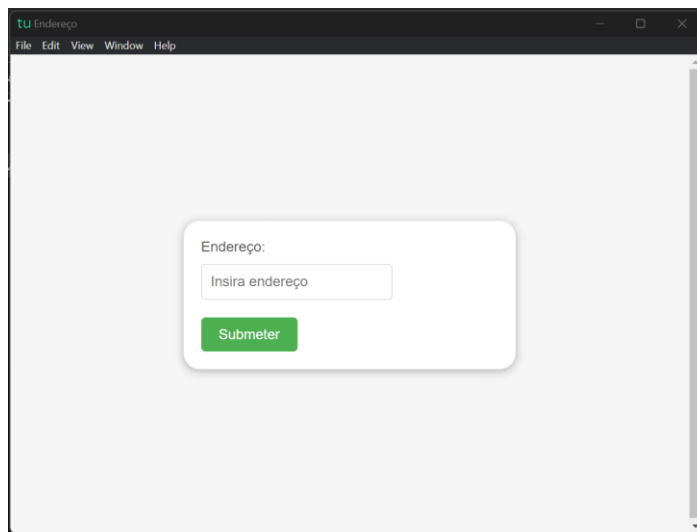 tu Endereço
File Edit View Window Help
Endereço:
Insira endereço
Submeter